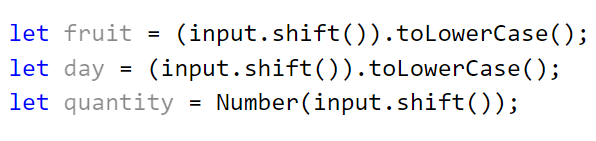 let fruit = (input.shift()).toLowerCase();
let day = (input.shift()).toLowerCase();
let quantity = Number(input.shift());